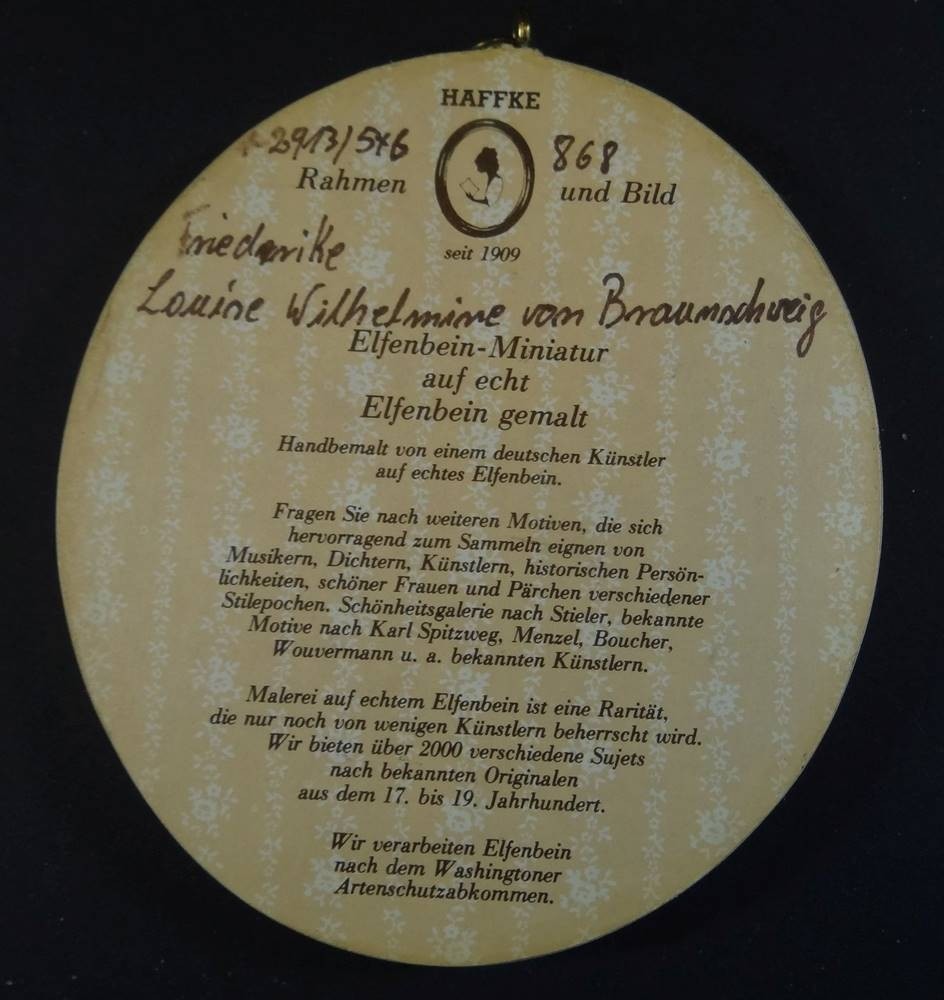 HAFFKE
2913/5+6 868
Rahmen und Bild
seit 1909
Friederike
Louise Wilhelmine von Braunschweig
Elfenbein-Miniatur
auf echt
Elfenbein gemalt
Handbemalt von einem deutschen Künstler
auf echtes Elfenbein.
Fragen Sie nach weiteren Motiven, die sich
hervorragend zum Sammeln eignen von
Musikern, Dichtern, Künstlern, historischen Persön-
lichkeiten, schöner Frauen und Pärchen verschiedener
Stilepochen. Schönheitsgalerie nach Stieler, bekannte
Motive nach Karl Spitzweg, Menzel, Boucher,
Wouvermann u. a. bekannten Künstlern.
Malerei auf echtem Elfenbein ist eine Rarität,
die nur noch von wenigen Künstlern beherrscht wird.
Wir bieten über 2000 verschiedene Sujets
nach bekannten Originalen
aus dem 17. bis 19. Jahrhundert.
Wir verarbeiten Elfenbein
nach dem Washingtoner
Artenschutzabkommen.